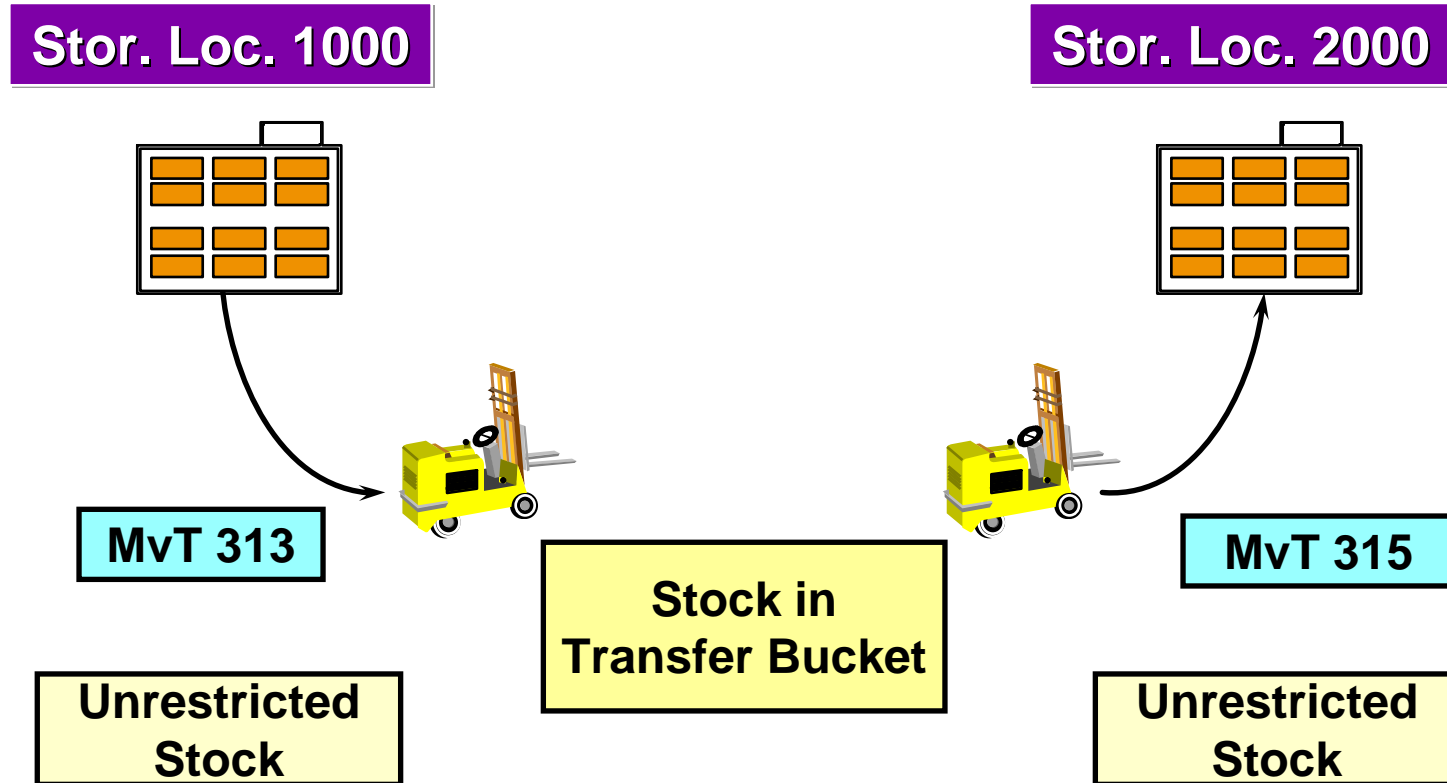 Stor. Loc. 1000
Stor. Loc. 2000
MvT 313
MvT 315
Stock in
Transfer Bucket
Unrestricted
Stock
Unrestricted
Stock